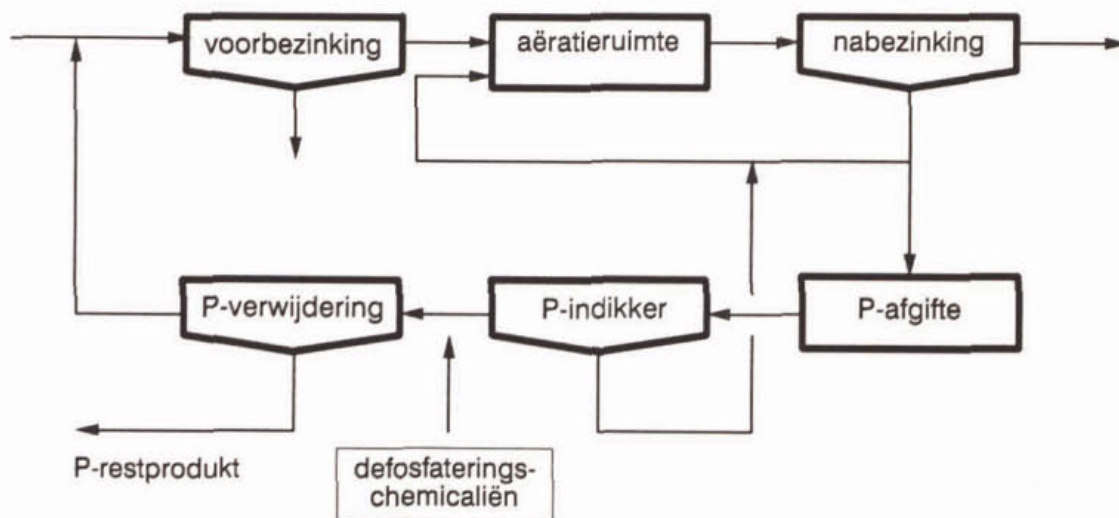 voorbezinking
aëratieruimte
nabezinking
P-verwijdering
P-indikker
P-afgifte
P-restprodukt
defosfaterings-
chemicaliën